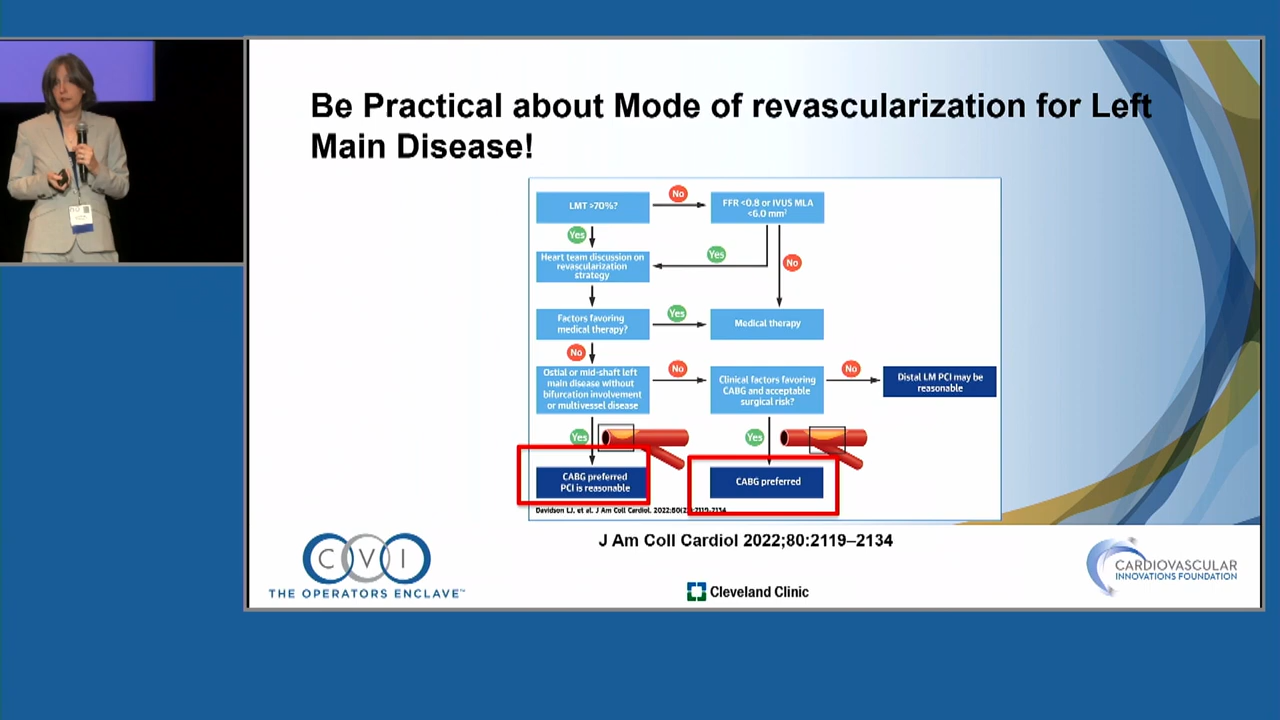 Be Practical about Mode of revascularization for Left
Main Disease!
LMT >70%?
No
FFR <0.8 or IVUS MLA
<6.0 mm²
Yes
Heart team discussion on
revascularization
strategy
Yes
No
Factors favoring
medical therapy?
Yes
Medical therapy
No
Ostial or mid-shaft left
main disease without
bifurcation involvement
or multivessel disease
No
Clinical factors favoring
CABG and acceptable
surgical risk?
No
Distal LM PCI may be
reasonable
Yes
Yes
CABG preferred
PCI is reasonable
CABG preferred
Davidson LJ, et al. J Am Coll Cardiol. 2022;80(2):2119-2134
J Am Coll Cardiol 2022;80:2119–2134
CVI
THE OPERATORS ENCLAVE™
Cleveland Clinic
CARDIOVASCULAR
INNOVATIONS FOUNDATION